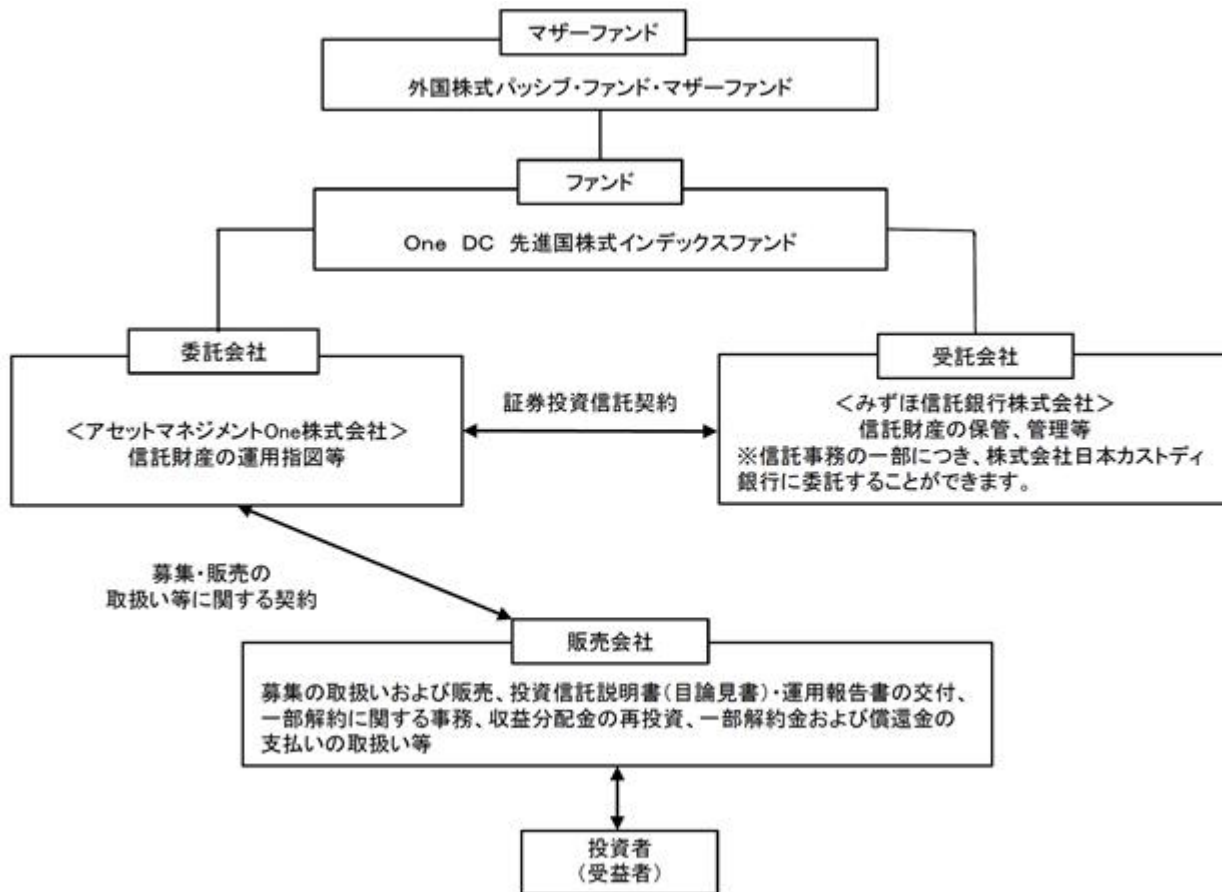 マザーファンド
外国株式パッシブ・ファンド・マザーファンド
ファンド
One DC 先進国株式インデックスファンド
委託会社
<アセットマネジメントOne株式会社>
信託財産の運用指図等
証券投資信託契約
受託会社
<みずほ信託銀行株式会社>
信託財産の保管、管理等
※信託事務の一部につき、株式会社日本カストディ
銀行に委託することができます。
募集・販売の
取扱い等に関する契約
販売会社
募集の取扱いおよび販売、投資信託説明書(目論見書)・運用報告書の交付、
一部解約に関する事務、収益分配金の再投資、一部解約金および償還金の
支払いの取扱い等
投資者
(受益者)